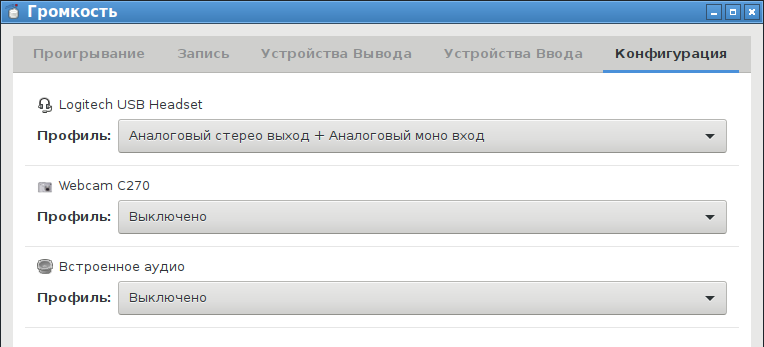 Громкость
Проигрывание Запись Устройства Вывода Устройства Ввода Конфигурация
Logitech USB Headset
Профиль: Аналоговый стерео выход + Аналоговый моно вход
Webcam C270
Профиль: Выключено
Встроенное аудио
Профиль: Выключено